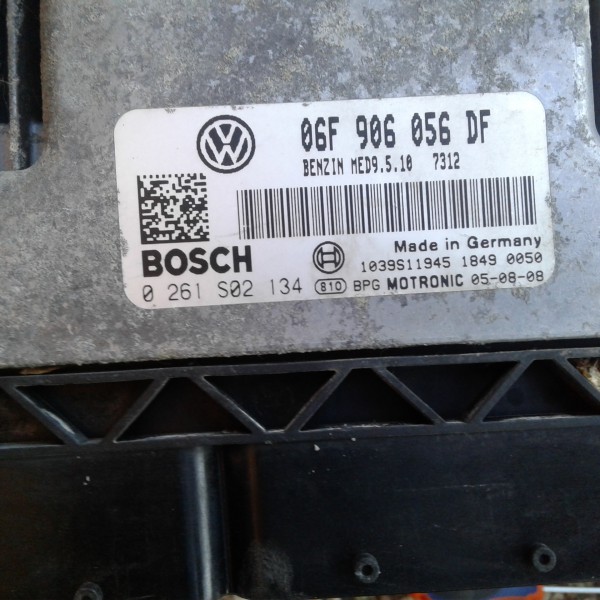 06F 906 056 DF
BENZIN MED9.5.10 7312
BOSCH
Made in Germany
1039S11945 1849 0050
0 261 S02 134 810 BPG MOTRONIC 05-08-08